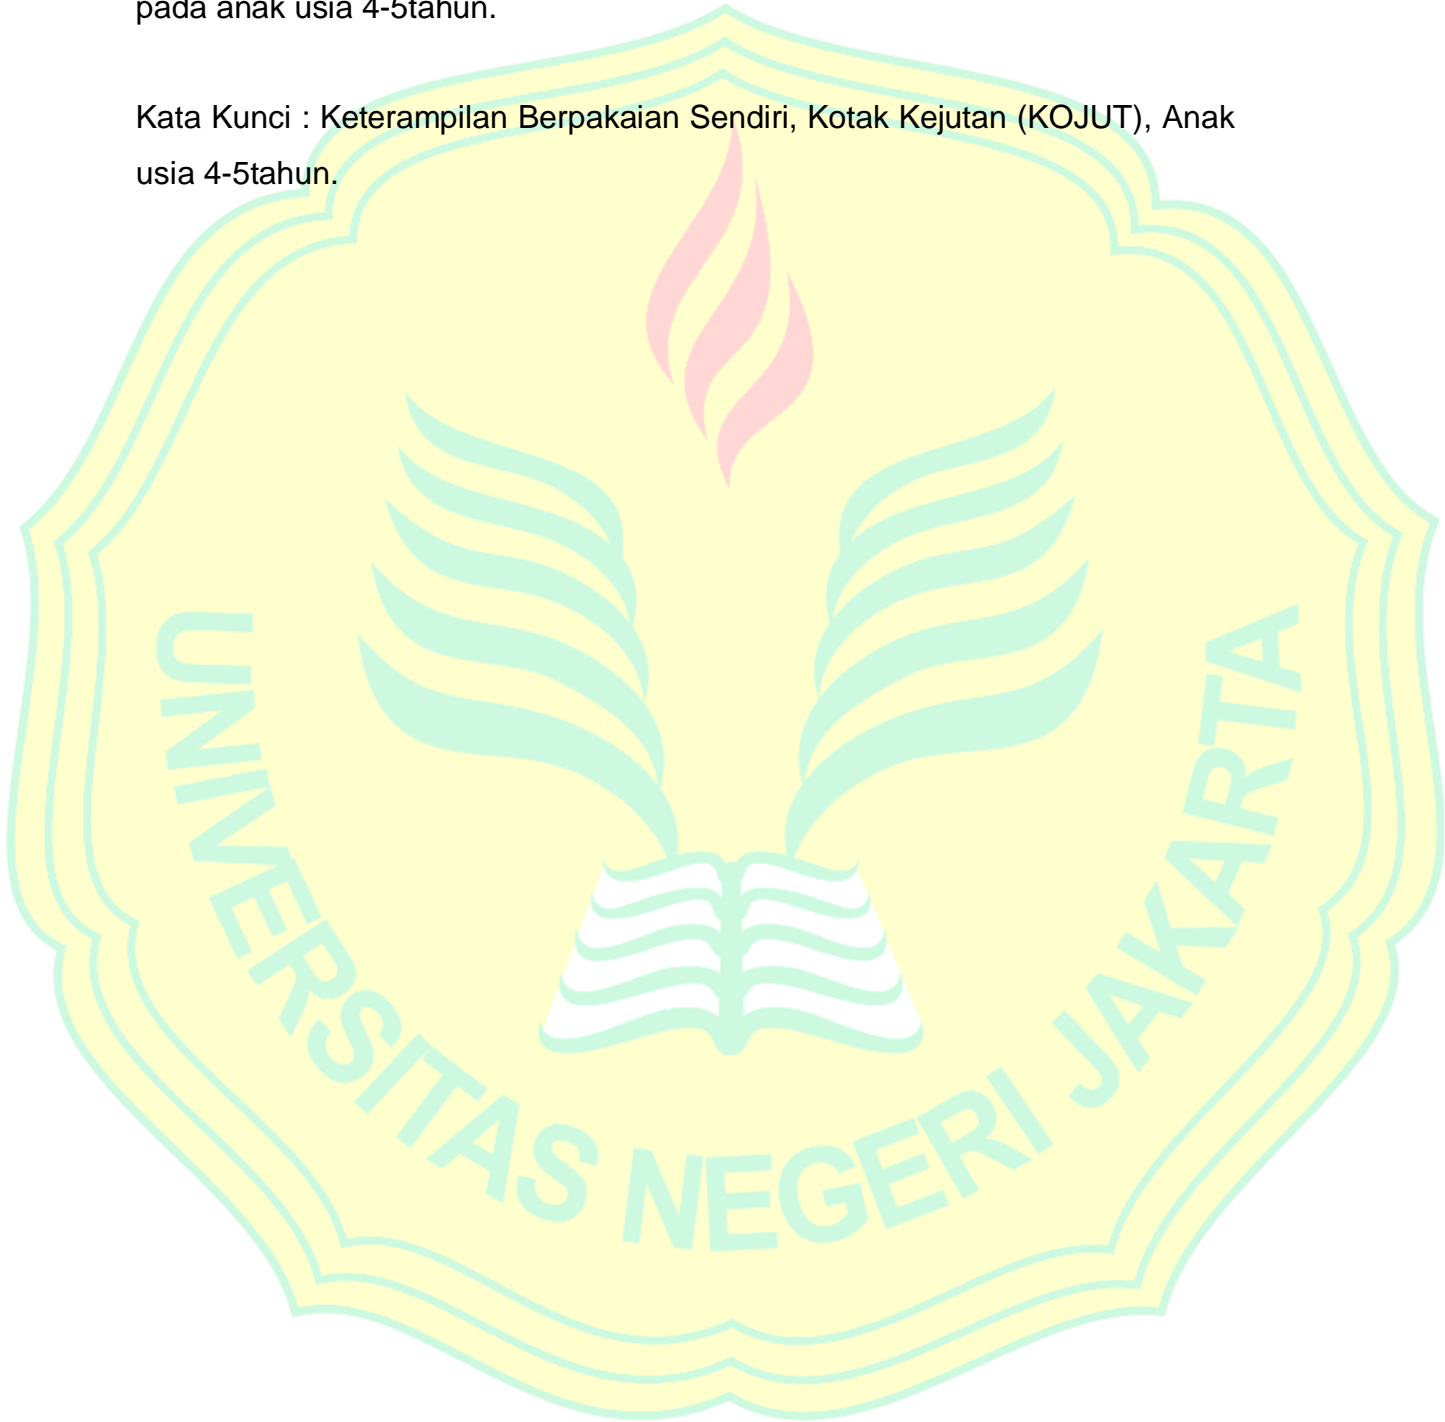 pada anak usia 4-5tahun.
Kata Kunci : Keterampilan Berpakaian Sendiri, Kotak Kejutan (KOJUT), Anak
usia 4-5tahun.
UNIVERSITAS NEGERI JAKARTA